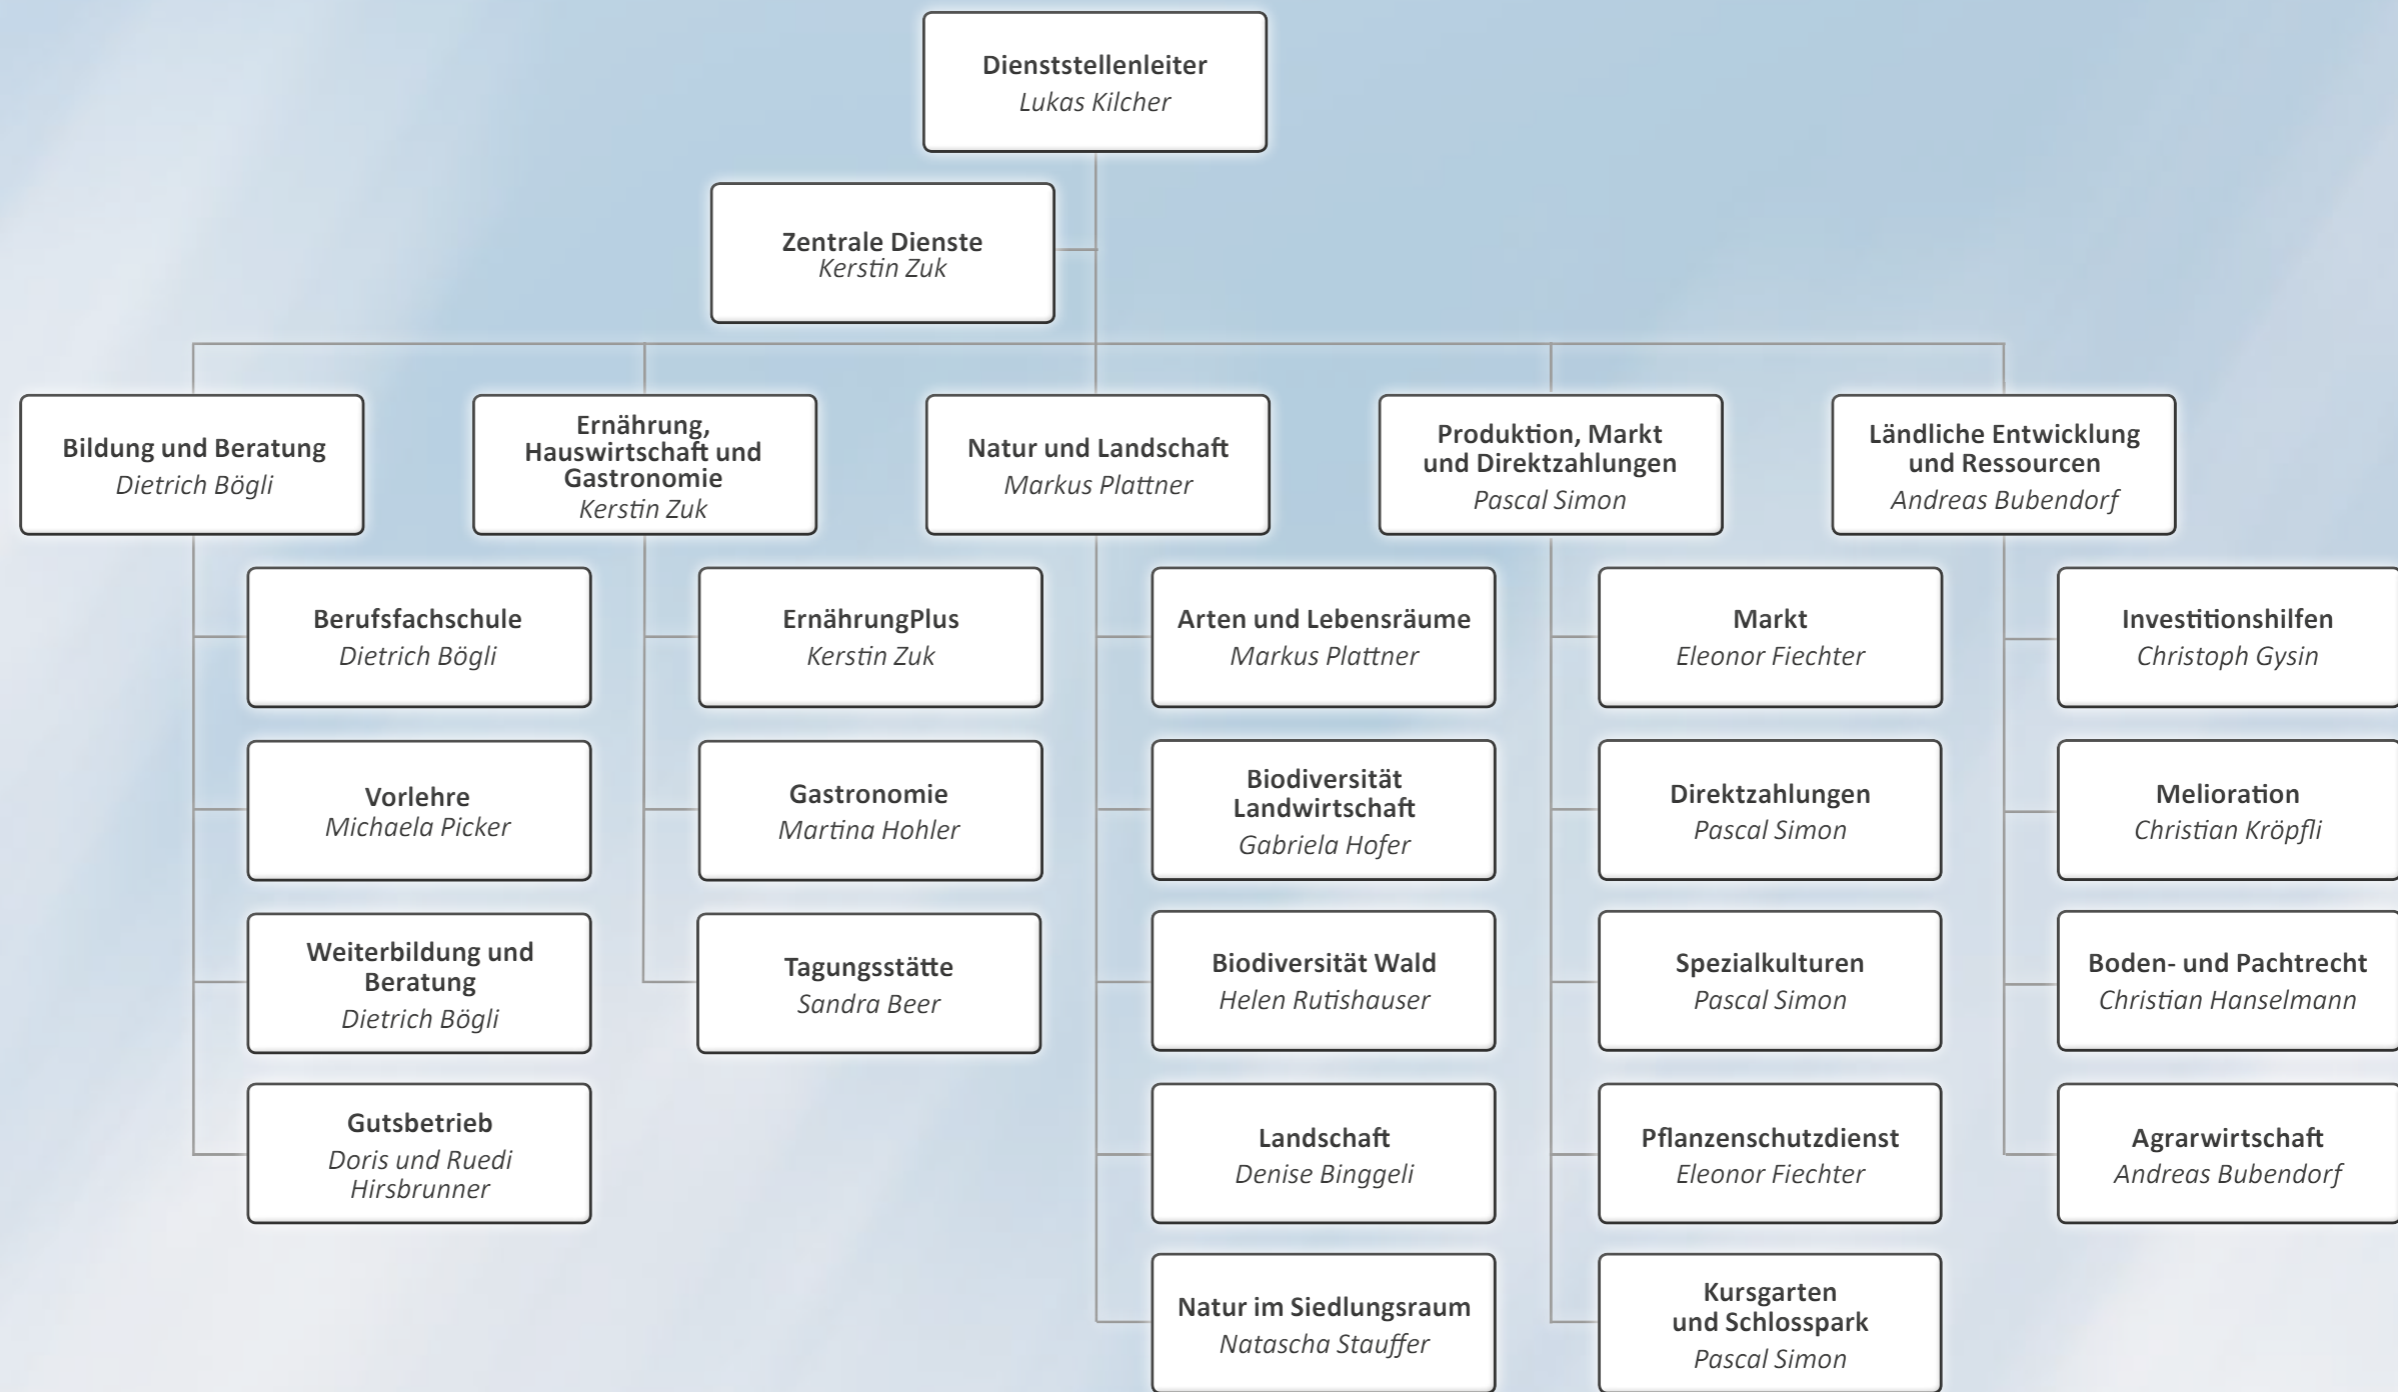 Dienststellenleiter
Lukas Kilcher
Zentrale Dienste
Kerstin Zuk
Bildung und Beratung
Dietrich Bögli
Ernährung,
Hauswirtschaft und
Gastronomie
Kerstin Zuk
Natur und Landschaft
Markus Plattner
Produktion, Markt
und Direktzahlungen
Pascal Simon
Ländliche Entwicklung
und Ressourcen
Andreas Bubendorf
Berufsfachschule
Dietrich Bögli
Vorlehre
Michaela Picker
Weiterbildung und
Beratung
Dietrich Bögli
Gutsbetrieb
Doris und Ruedi
Hirsbrunner
ErnährungPlus
Kerstin Zuk
Gastronomie
Martina Hohler
Tagungsstätte
Sandra Beer
Arten und Lebensräume
Markus Plattner
Biodiversität
Landwirtschaft
Gabriela Hofer
Biodiversität Wald
Helen Rutishauser
Landschaft
Denise Binggeli
Natur im Siedlungsraum
Natascha Stauffer
Markt
Eleonor Fiechter
Direktzahlungen
Pascal Simon
Spezialkulturen
Pascal Simon
Pflanzenschutzdienst
Eleonor Fiechter
Kursgarten
und Schlosspark
Pascal Simon
Investitionshilfen
Christoph Gysin
Melioration
Christian Kröpfli
Boden- und Pachtrecht
Christian Hanselmann
Agrarwirtschaft
Andreas Bubendorf